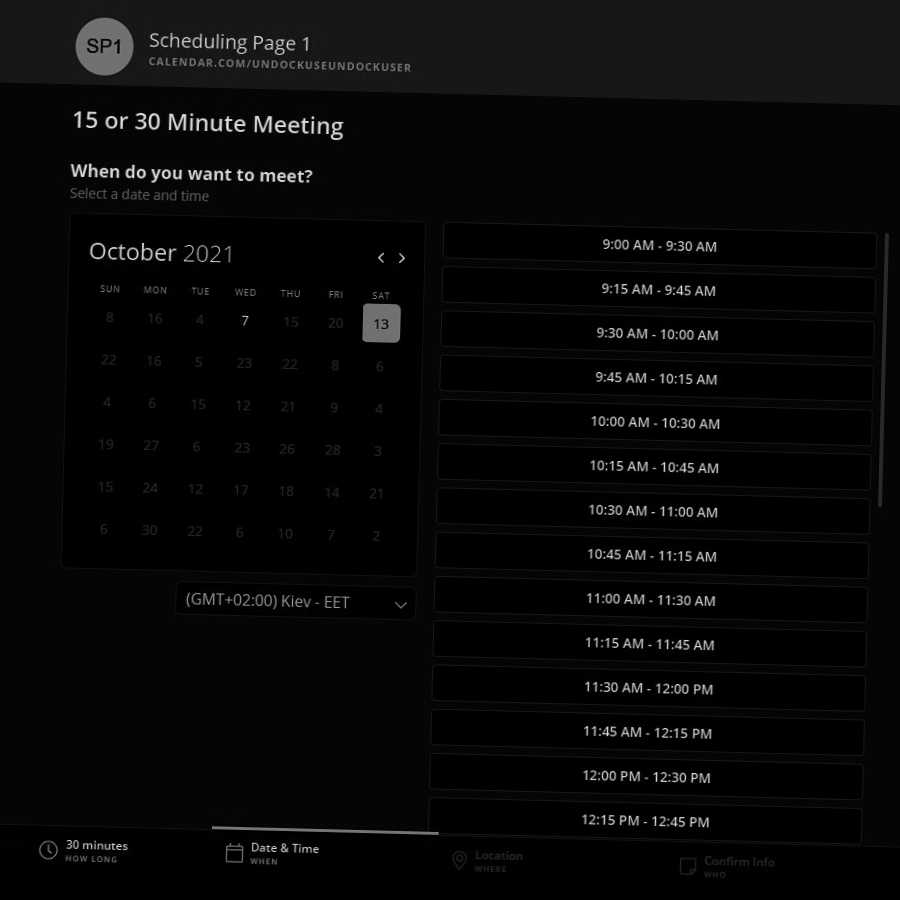 SP1
Scheduling Page 1
CALENDAR.COM/UNDOCKUSEUNDOCKUSER
15 or 30 Minute Meeting
When do you want to meet?
Select a date and time
October 2021
SUN MON TUE WED THU FRI SAT
8 16 4 7 15 20 13
22 16 5 23 22 8 6
4 6 15 12 21 9 4
19 27 6 23 26 28 3
15 24 12 17 18 14 21
6 30 22 6 10 7 2
(GMT+02:00) Kiev - EET
9:00 AM - 9:30 AM
9:15 AM - 9:45 AM
9:30 AM - 10:00 AM
9:45 AM - 10:15 AM
10:00 AM - 10:30 AM
10:15 AM - 10:45 AM
10:30 AM - 11:00 AM
10:45 AM - 11:15 AM
11:00 AM - 11:30 AM
11:15 AM - 11:45 AM
11:30 AM - 12:00 PM
11:45 AM - 12:15 PM
12:00 PM - 12:30 PM
12:15 PM - 12:45 PM
30 minutes
HOW LONG
Date & Time
WHEN
Location
WHERE
Confirm Info
WHO